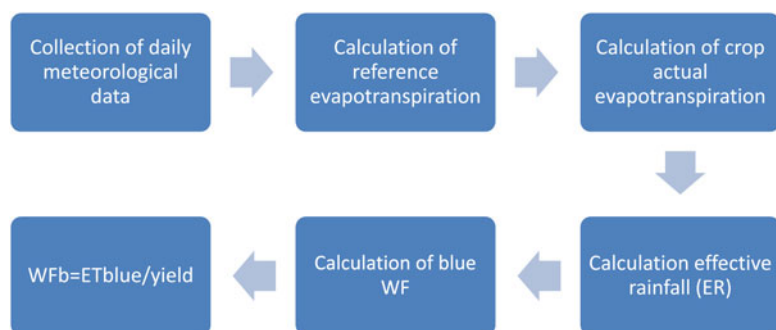 Collection of daily
meteorological
data
Calculation of
reference
evapotranspiration
Calculation of crop
actual
evapotranspiration
Calculation effective
rainfall (ER)
Calculation of blue
WF
WFb=ETblue/yield